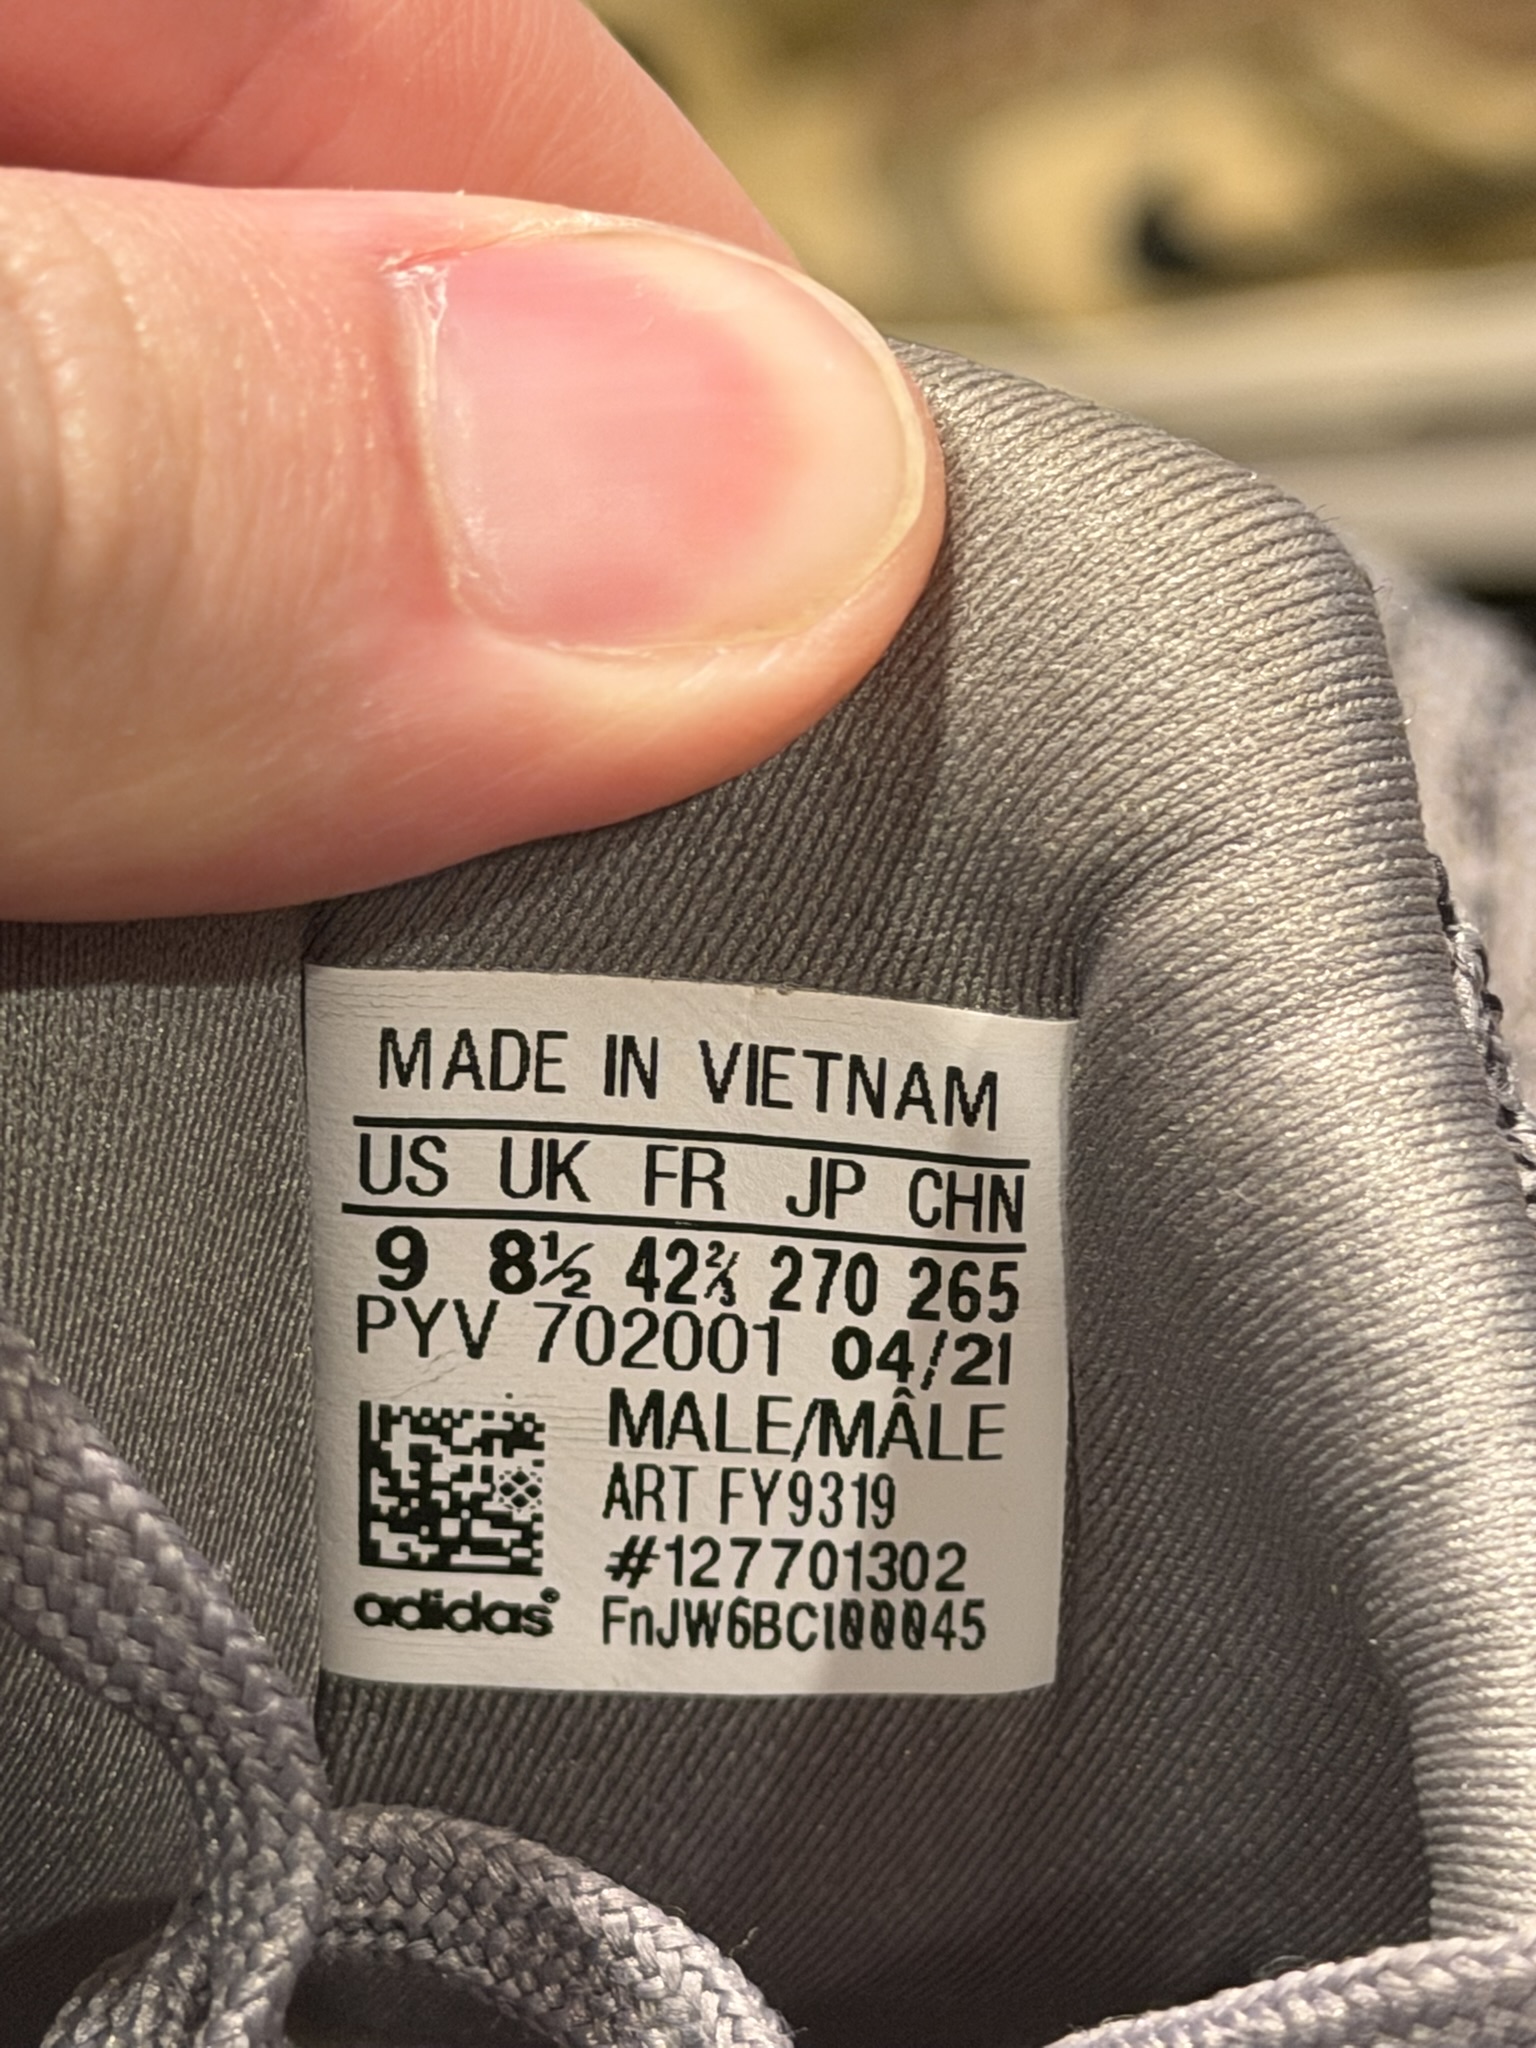 MADE IN VIETNAM
US UK FR JP CHN
9 8½ 42⅔ 270 265
PYV 702001 04/21
MALE/MÂLE
ART FY9319
#127701302
adidas® FnJW6BCI00045